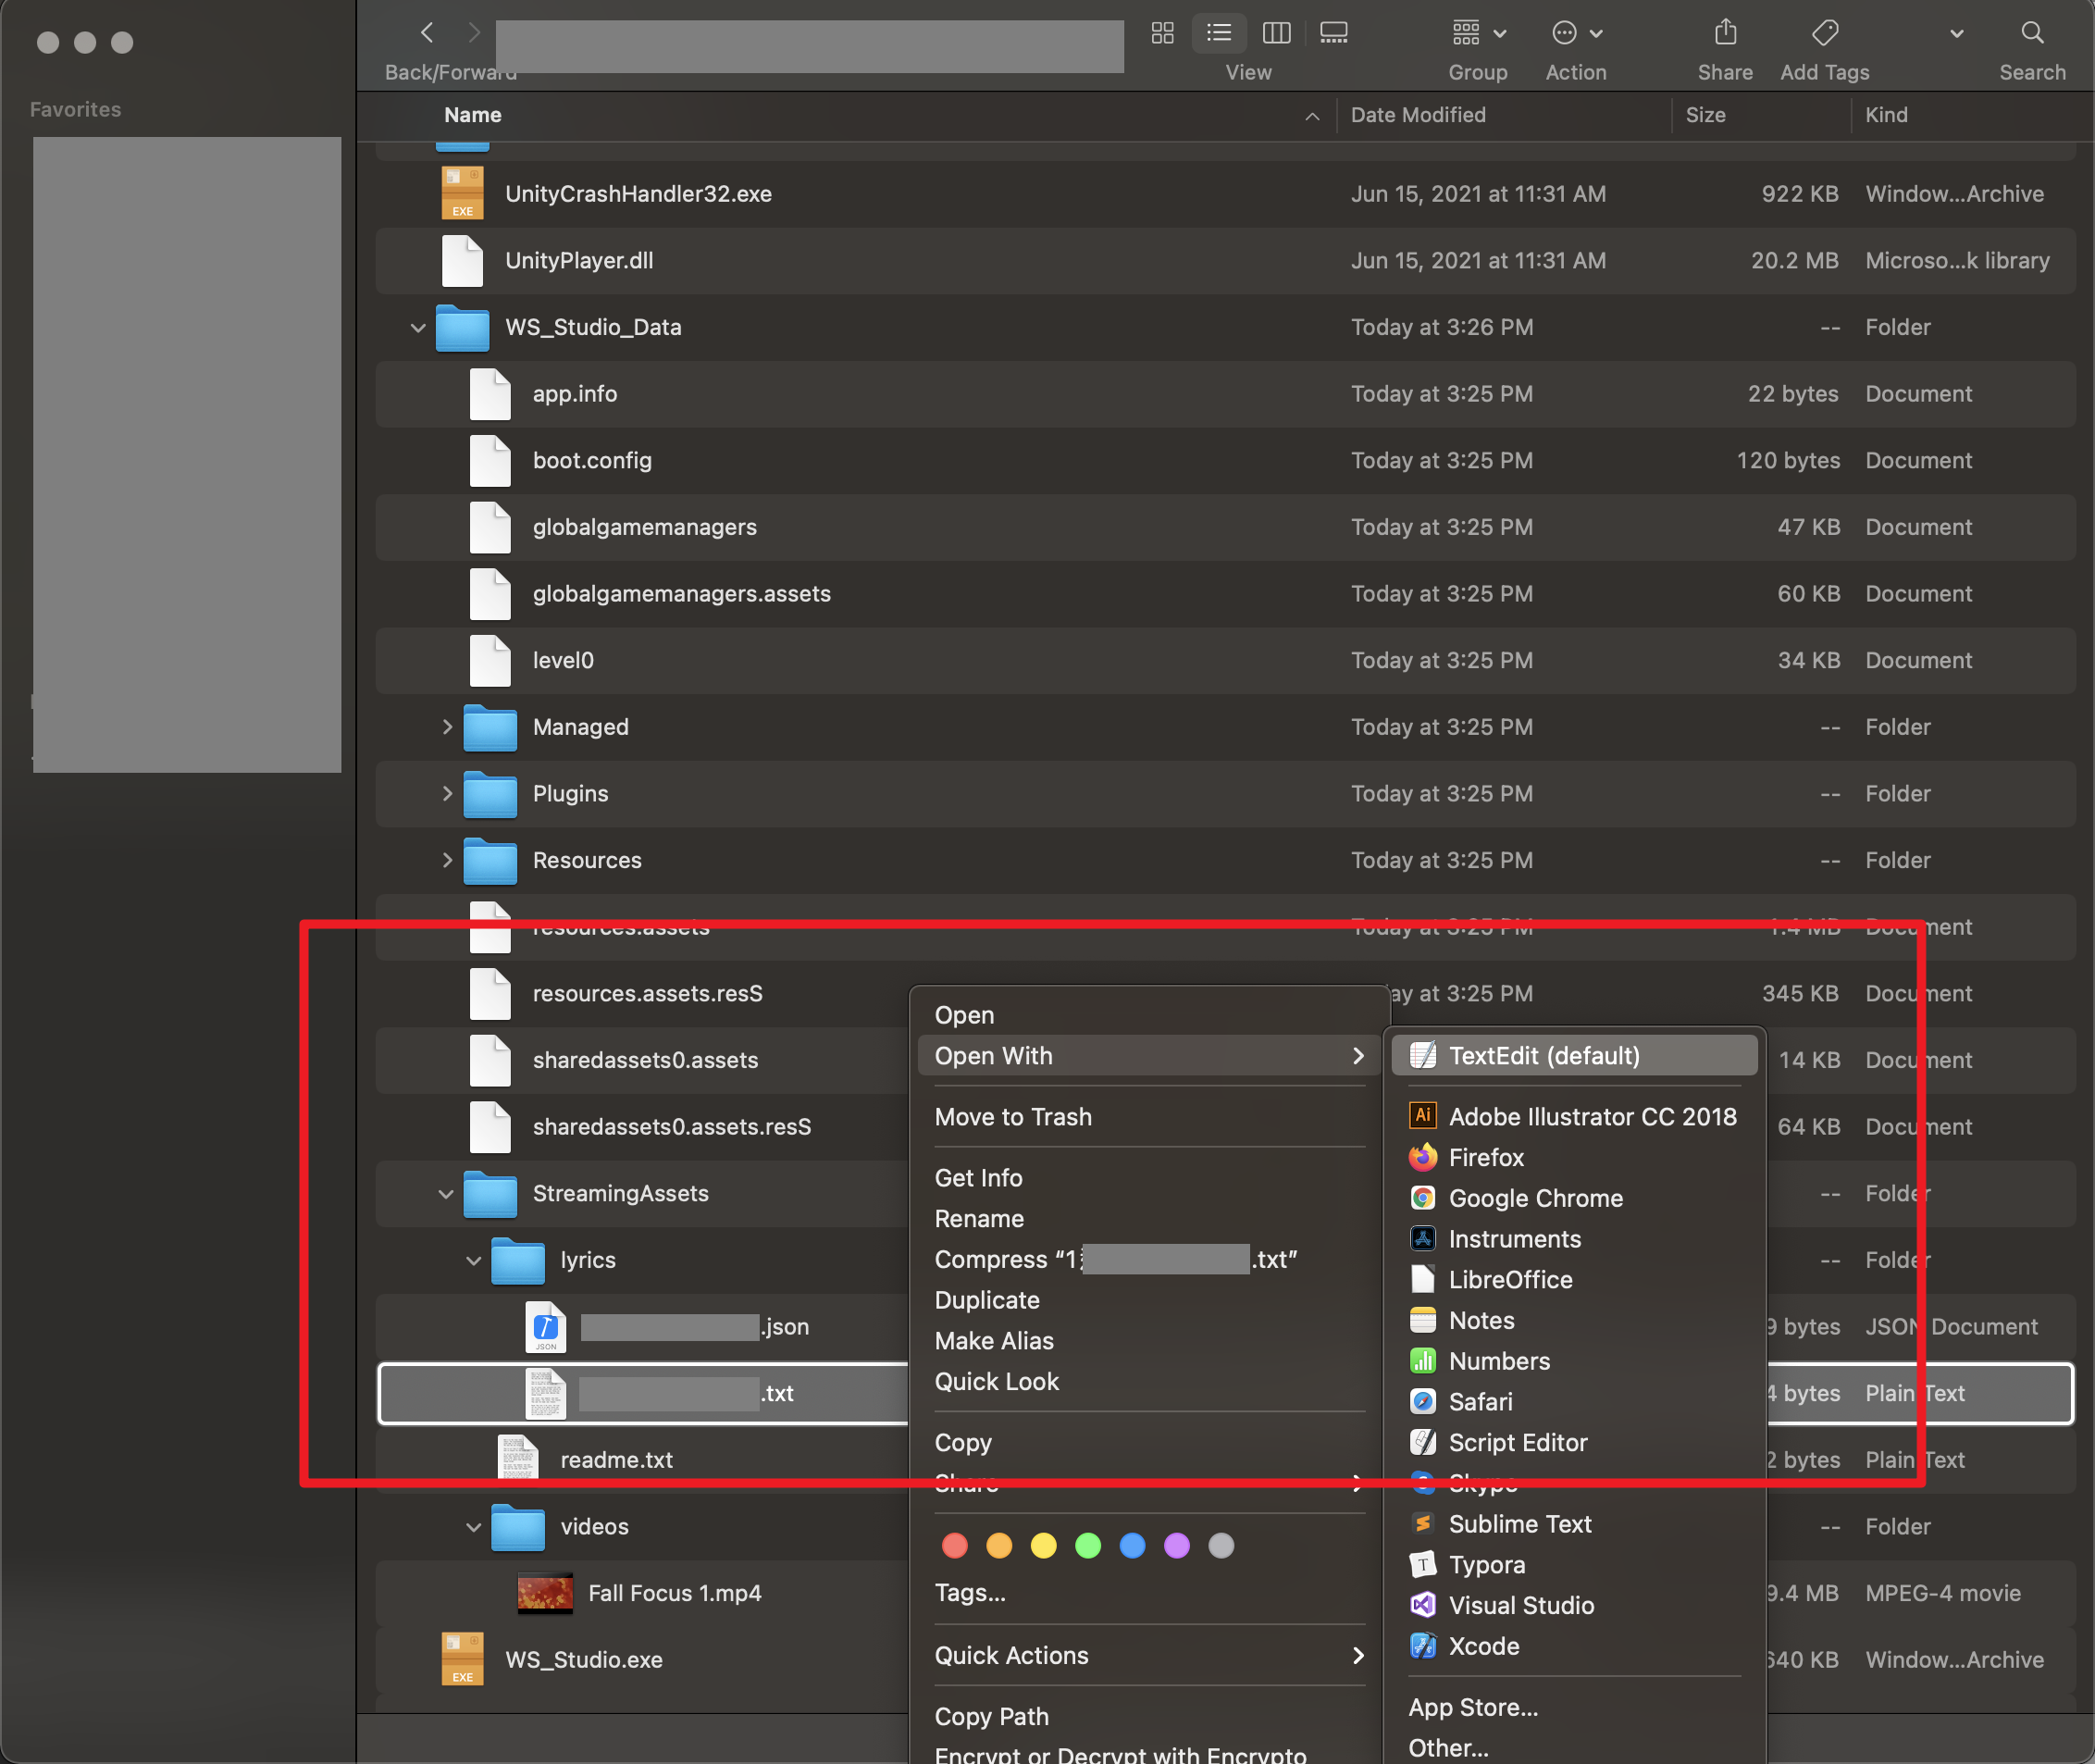 Back/Forward
View
Group
Action
Share
Add Tags
Search
Favorites
Name
Date Modified
Size
Kind
UnityCrashHandler32.exe Jun 15, 2021 at 11:31 AM 922 KB Window...Archive
UnityPlayer.dll Jun 15, 2021 at 11:31 AM 20.2 MB Microso...k library
WS_Studio_Data Today at 3:26 PM -- Folder
app.info Today at 3:25 PM 22 bytes Document
boot.config Today at 3:25 PM 120 bytes Document
globalgamemanagers Today at 3:25 PM 47 KB Document
globalgamemanagers.assets Today at 3:25 PM 60 KB Document
level0 Today at 3:25 PM 34 KB Document
Managed Today at 3:25 PM -- Folder
Plugins Today at 3:25 PM -- Folder
Resources Today at 3:25 PM -- Folder
resources.assets Today at 3:25 PM 1.4 MB Document
resources.assets.resS ay at 3:25 PM 345 KB Document
sharedassets0.assets 14 KB Document
sharedassets0.assets.resS 64 KB Document
StreamingAssets -- Folder
lyrics -- Folder
.json 9 bytes JSON Document
.txt 4 bytes Plain Text
readme.txt 2 bytes Plain Text
videos -- Folder
Fall Focus 1.mp4 9.4 MB MPEG-4 movie
WS_Studio.exe 640 KB Window...Archive
Open
Open With
Move to Trash
Get Info
Rename
Compress “1 .txt”
Duplicate
Make Alias
Quick Look
Copy
Share
Tags...
Quick Actions
Copy Path
Encrypt or Decrypt with Encrypto
TextEdit (default)
Adobe Illustrator CC 2018
Firefox
Google Chrome
Instruments
LibreOffice
Notes
Numbers
Safari
Script Editor
Skype
Sublime Text
Typora
Visual Studio
Xcode
App Store...
Other...
EXE
JSON
EXE
Ai
T